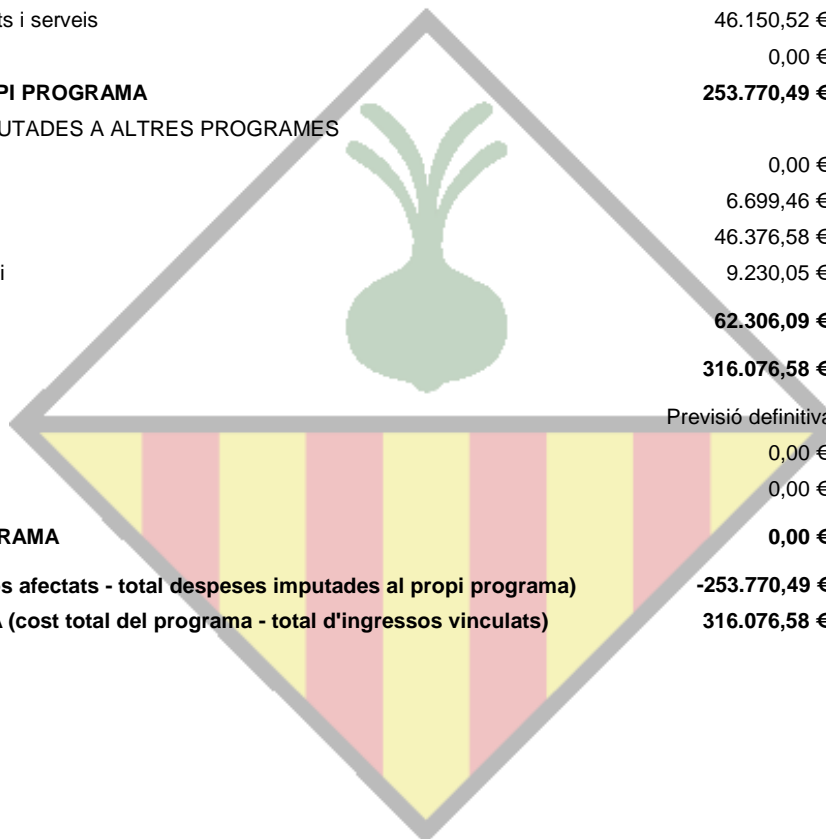 ts i serveis 46.150,52 €
0,00 €
PI PROGRAMA 253.770,49 €
UTADES A ALTRES PROGRAMES
0,00 €
6.699,46 €
46.376,58 €
i 9.230,05 €
62.306,09 €
316.076,58 €
Previsió definitiva
0,00 €
0,00 €
RAMA 0,00 €
s afectats - total despeses imputades al propi programa) -253.770,49 €
(cost total del programa - total d'ingressos vinculats) 316.076,58 €